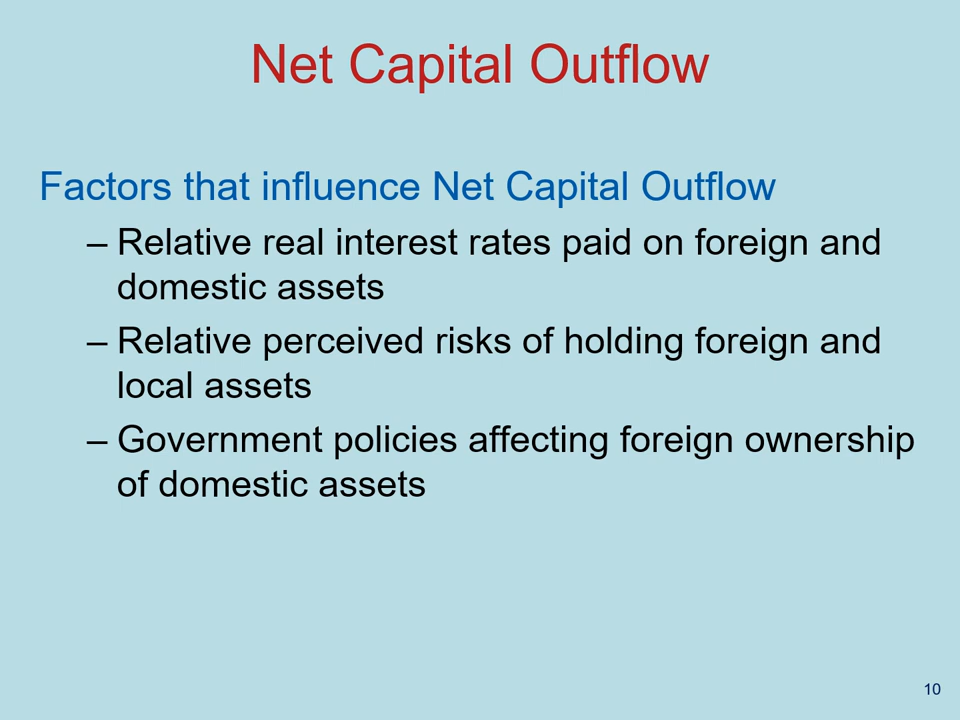 Net Capital Outflow
Factors that influence Net Capital Outflow
– Relative real interest rates paid on foreign and
domestic assets
– Relative perceived risks of holding foreign and
local assets
– Government policies affecting foreign ownership
of domestic assets
10